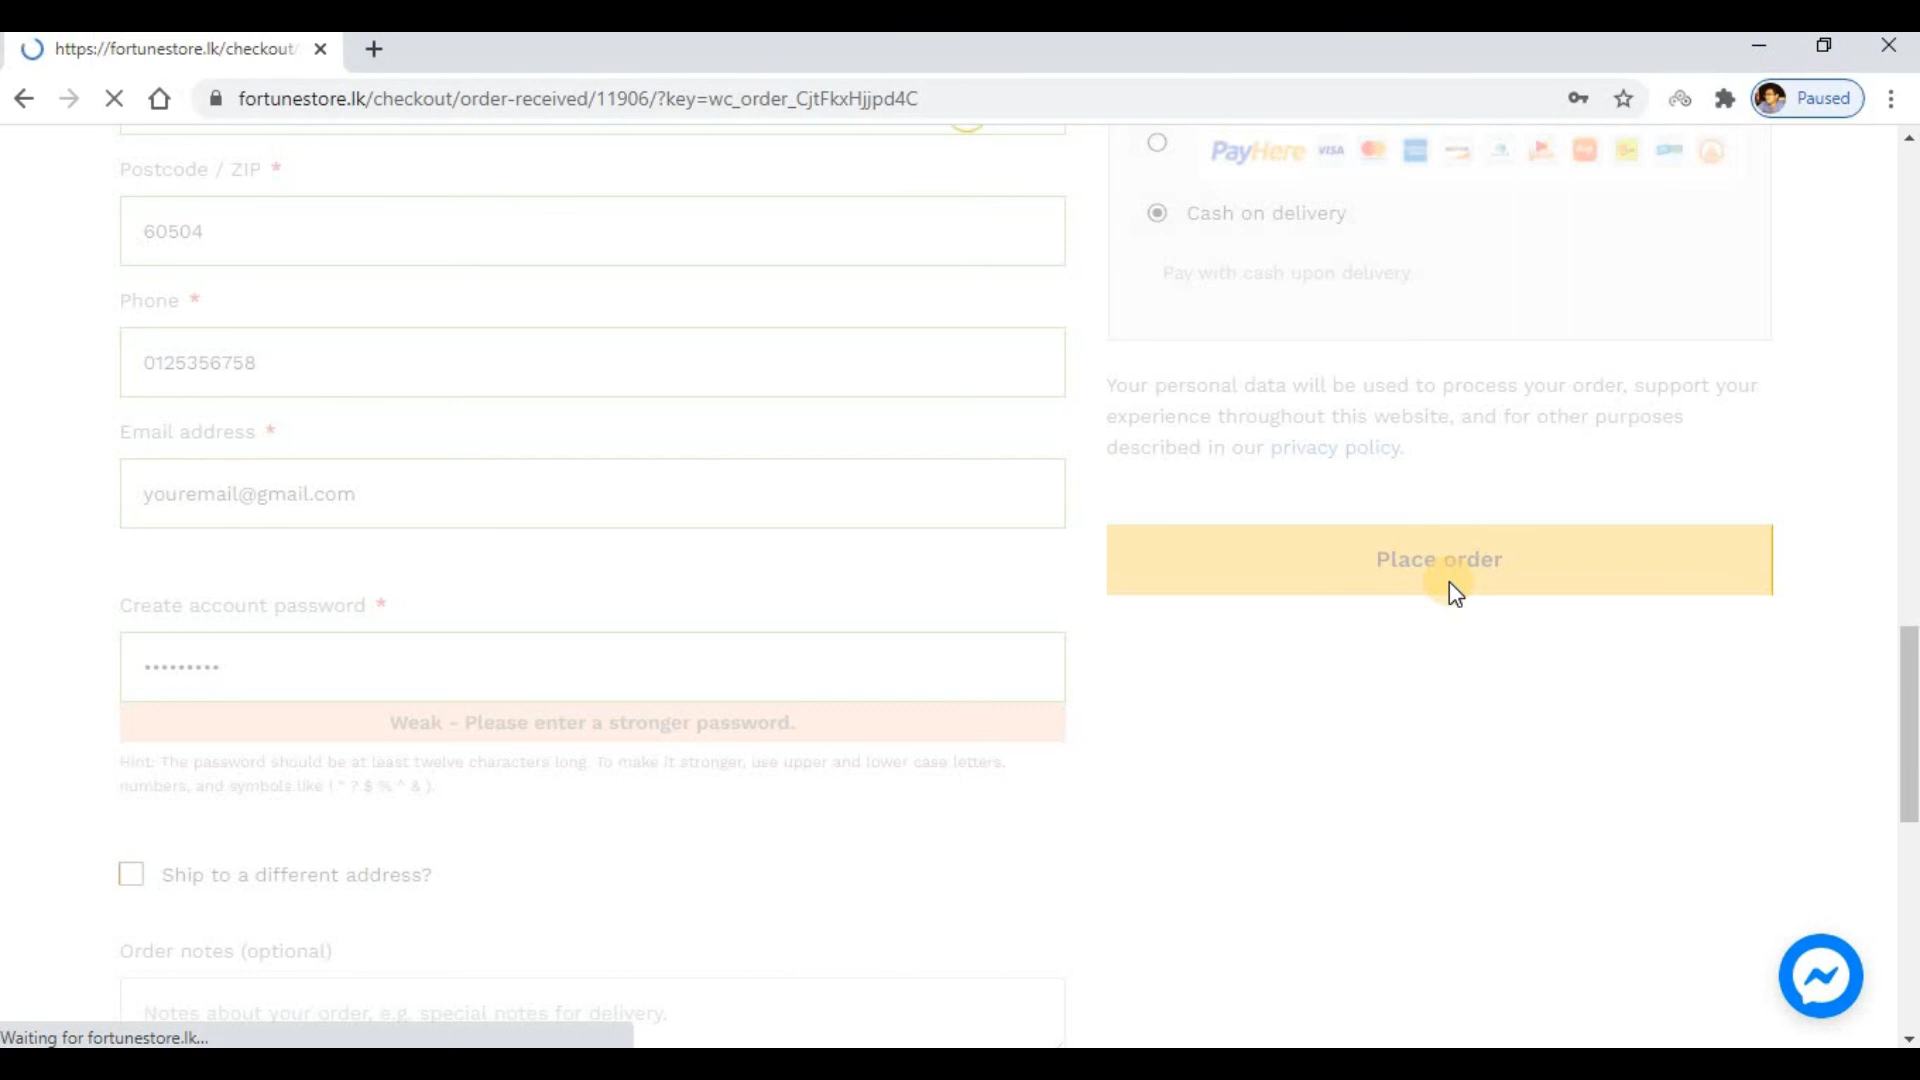 https://fortunestore.lk/checkout/
fortunestore.lk/checkout/order-received/11906/?key=wc_order_CjtFkxHjjpd4C
Paused
Postcode / ZIP *
60504
Phone *
0125356758
Email address *
youremail@gmail.com
Create account password *
•••••••••
Weak - Please enter a stronger password.
Hint: The password should be at least twelve characters long. To make it stronger, use upper and lower case letters,
numbers, and symbols like ! " ? $ % ^ & ).
Ship to a different address?
Order notes (optional)
Notes about your order, e.g. special notes for delivery.
PayHere VISA
Cash on delivery
Pay with cash upon delivery.
Your personal data will be used to process your order, support your
experience throughout this website, and for other purposes
described in our privacy policy.
Place order
Waiting for fortunestore.lk...